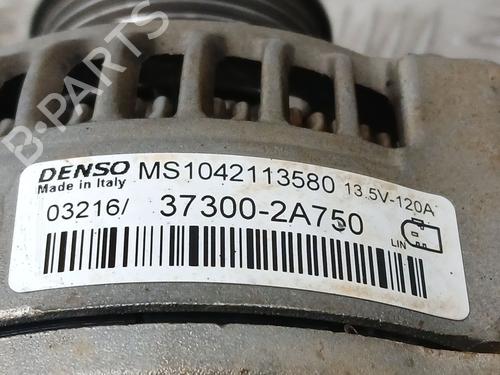 B-PARTS
DENSO MS1042113580 13.5V-120A
Made in Italy
03216/ 37300-2A750
LIN